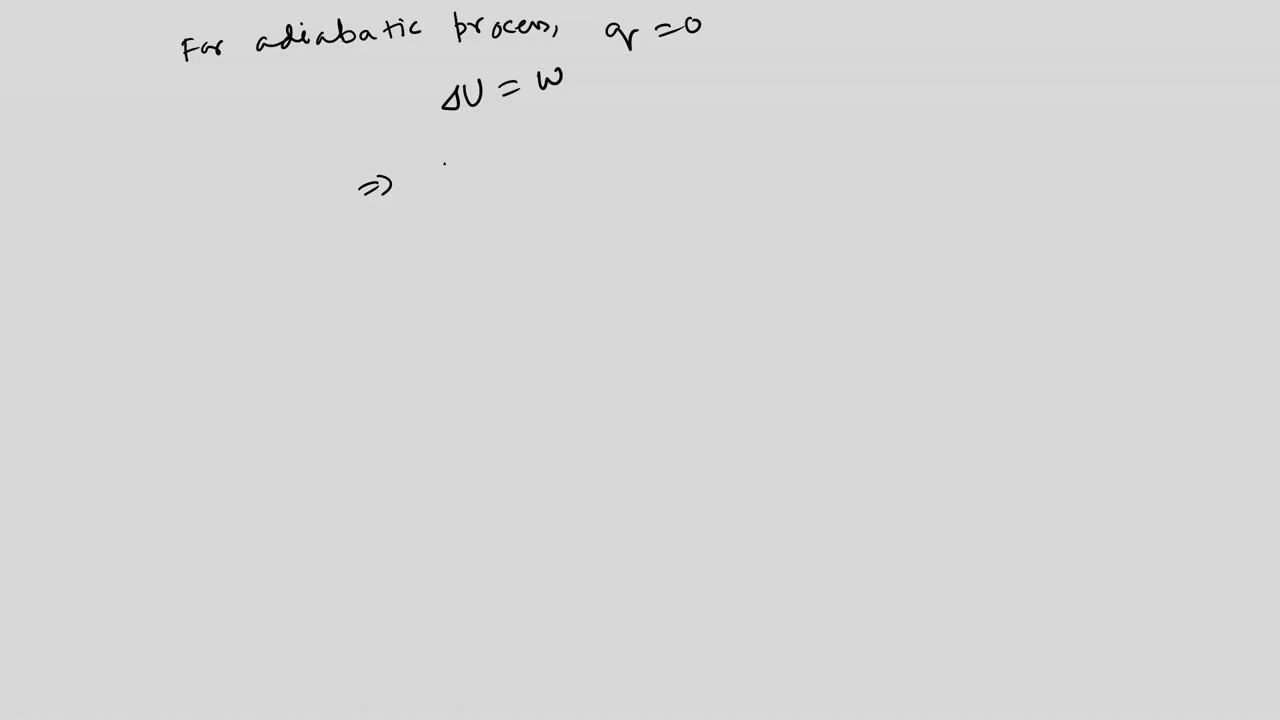 For adiabatic process, q = 0
ΔU = w
⇒